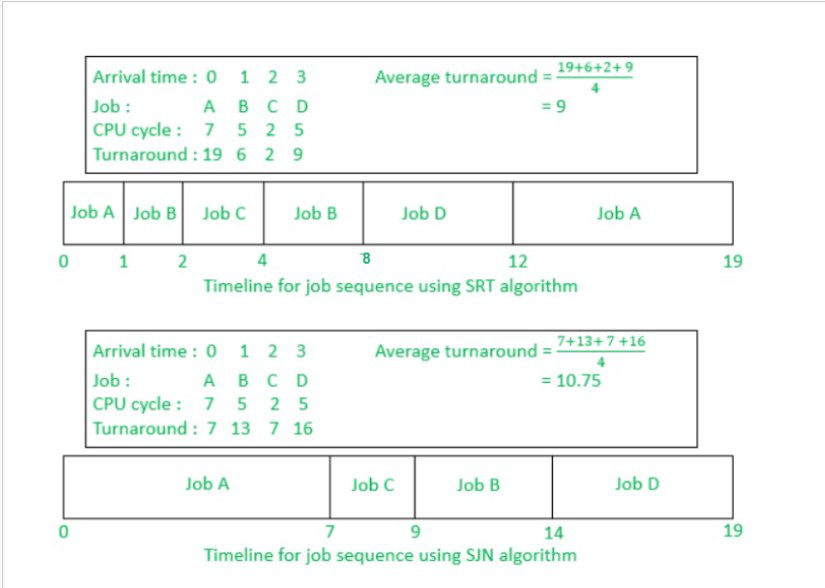 Arrival time : 0 1 2 3 Average turnaround = 19+6+2+9
4
Job : A B C D = 9
CPU cycle : 7 5 2 5
Turnaround : 19 6 2 9
Job A Job B Job C Job B Job D Job A
0 1 2 4 8 12 19
Timeline for job sequence using SRT algorithm
Arrival time : 0 1 2 3 Average turnaround = 7+13+7+16
4
Job : A B C D = 10.75
CPU cycle : 7 5 2 5
Turnaround : 7 13 7 16
Job A Job C Job B Job D
0 7 9 14 19
Timeline for job sequence using SJN algorithm